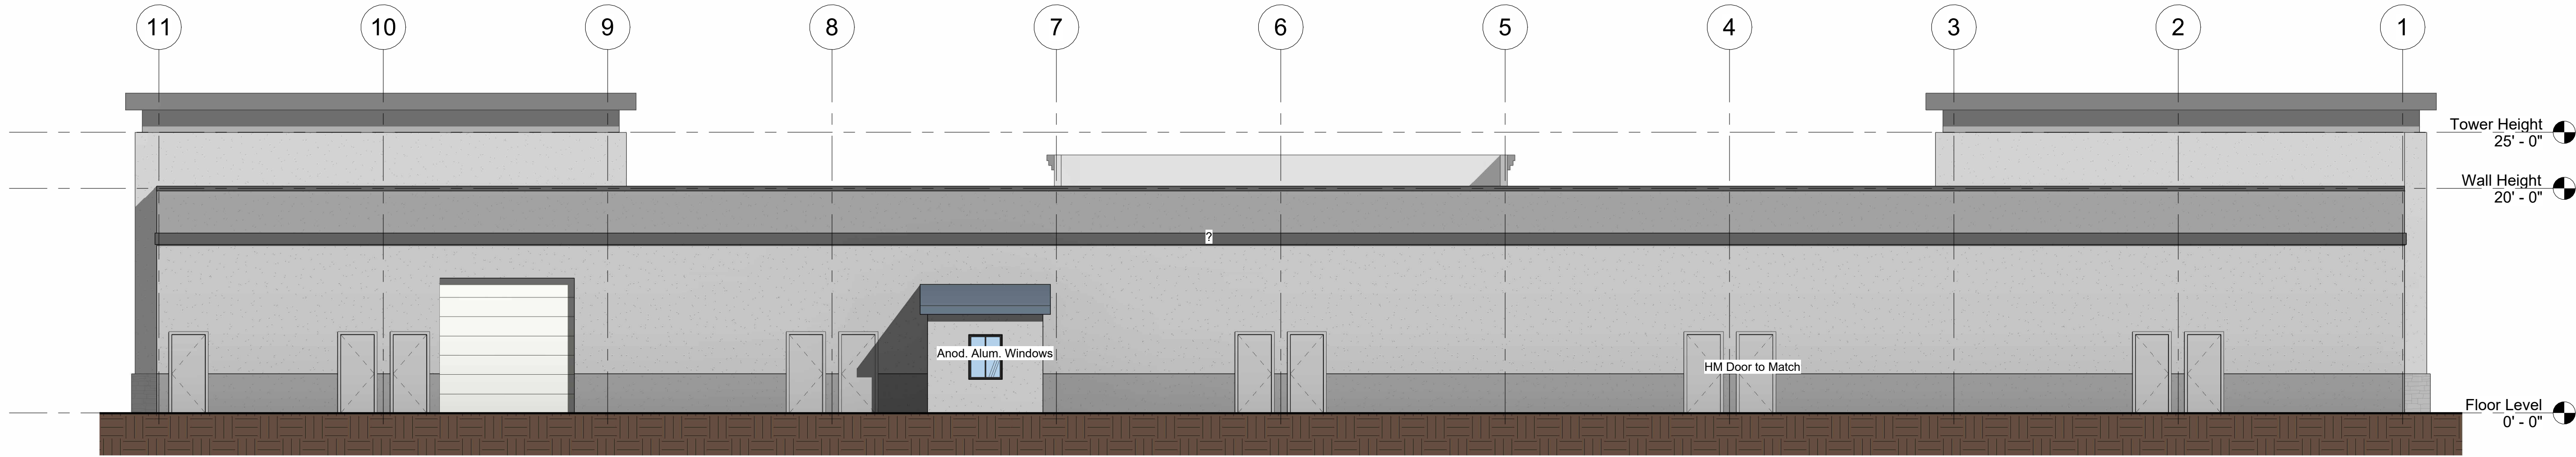 11 10 9 8 7 6 5 4 3 2 1
Tower Height
25' - 0"
Wall Height
20' - 0"
?
Anod. Alum. Windows
HM Door to Match
Floor Level
0' - 0"